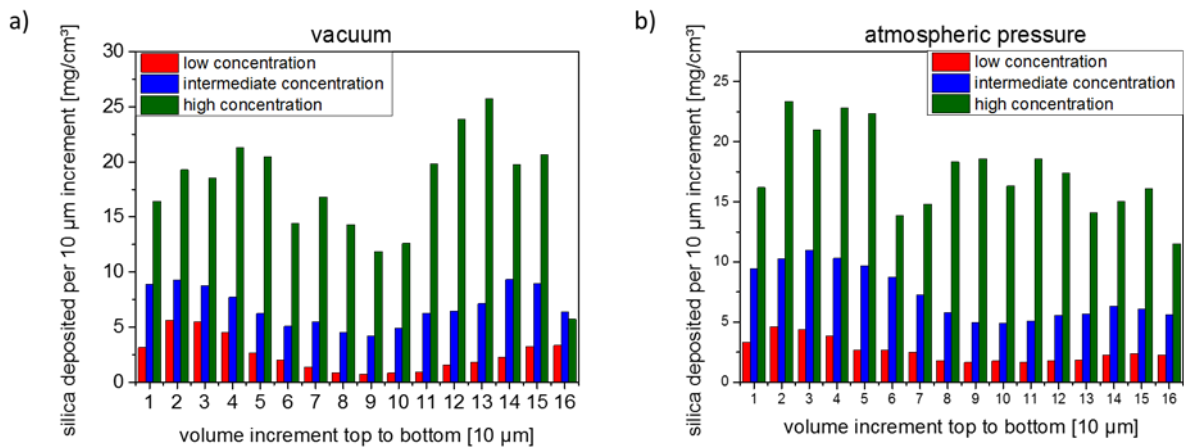 a)
vacuum
silica deposited per 10 µm increment [mg/cm³]
30
25
20
15
10
5
0
low concentration
intermediate concentration
high concentration
1 2 3 4 5 6 7 8 9 10 11 12 13 14 15 16
volume increment top to bottom [10 µm]
b)
atmospheric pressure
silica deposited per 10 µm increment [mg/cm³]
25
20
15
10
5
0
low concentration
intermediate concentration
high concentration
1 2 3 4 5 6 7 8 9 10 11 12 13 14 15 16
volume increment top to bottom [10 µm]